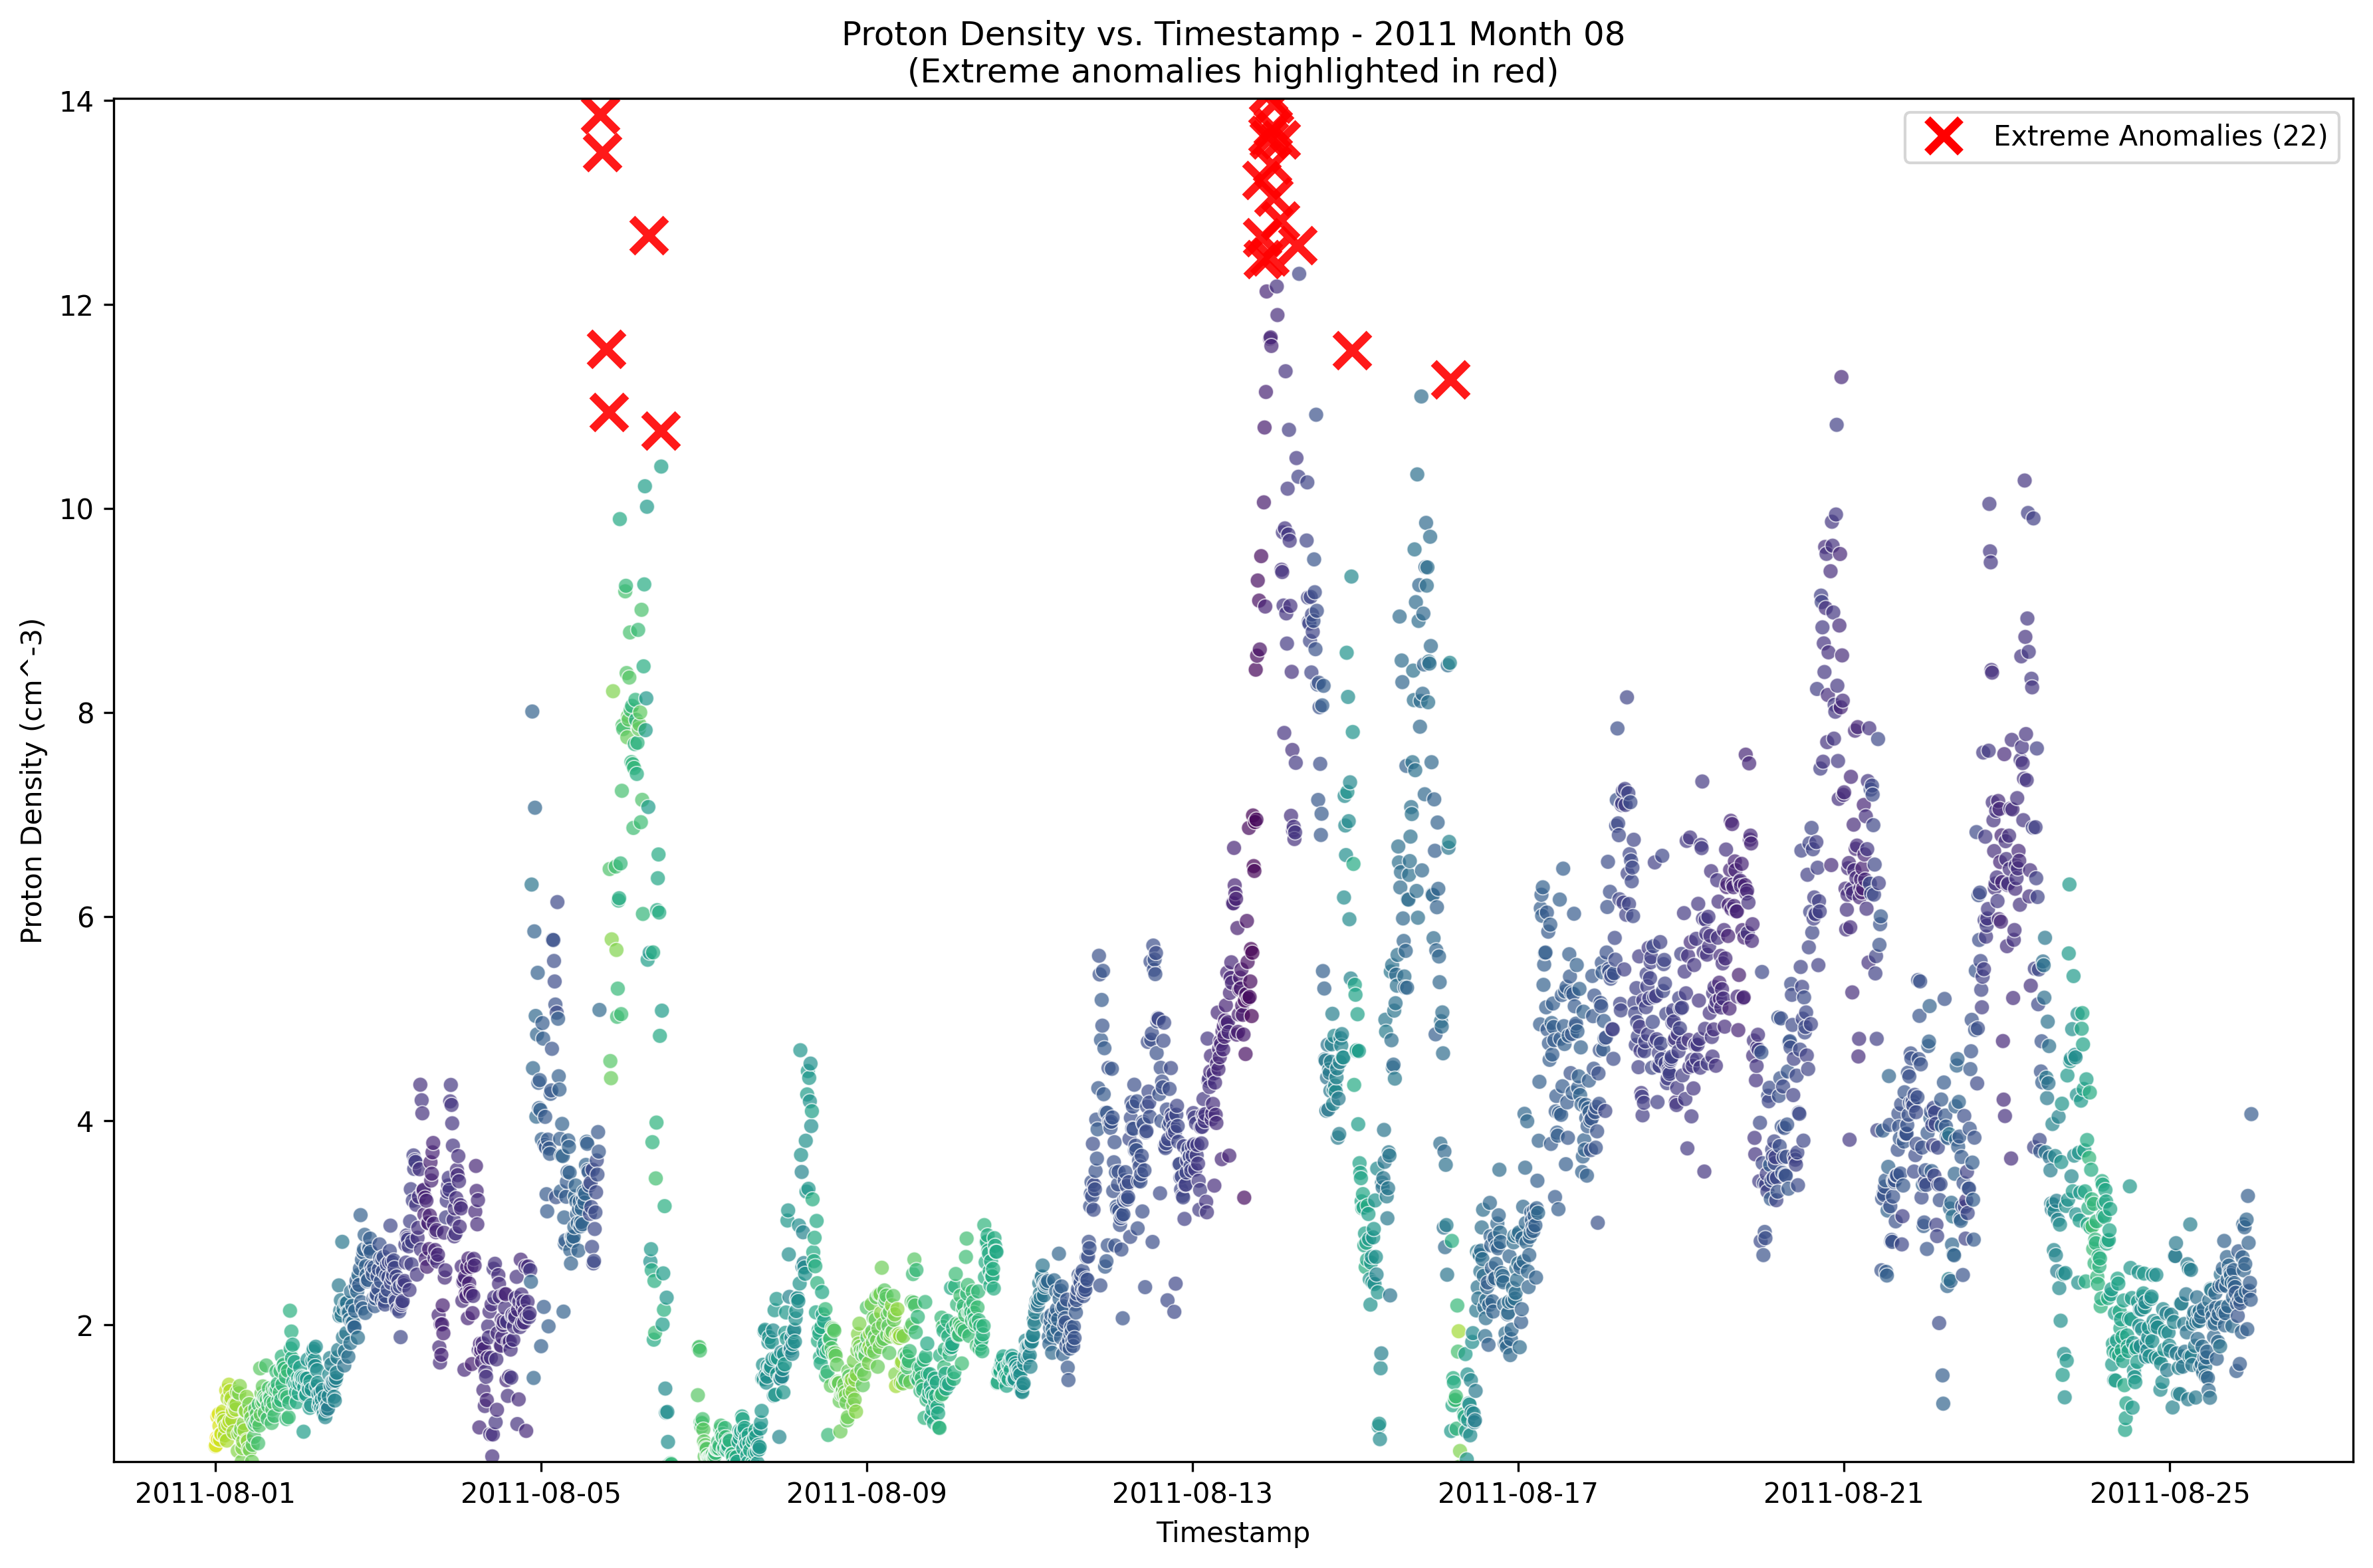 Proton Density vs. Timestamp - 2011 Month 08
(Extreme anomalies highlighted in red)
Extreme Anomalies (22)
Proton Density (cm^-3)
14
12
10
8
6
4
2
2011-08-01
2011-08-05
2011-08-09
2011-08-13
2011-08-17
2011-08-21
2011-08-25
Timestamp